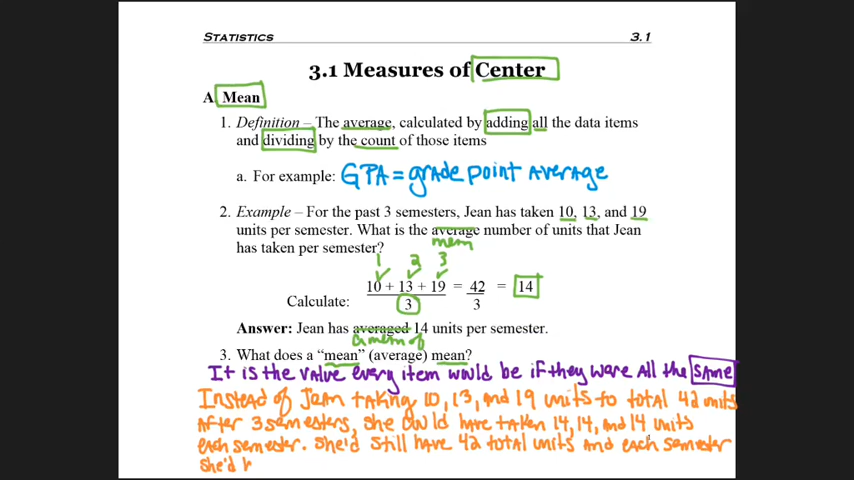 STATISTICS 3.1
3.1 Measures of Center
A. Mean
1. Definition – The average, calculated by adding all the data items
and dividing by the count of those items
a. For example: GPA = grade point average
2. Example – For the past 3 semesters, Jean has taken 10, 13, and 19
units per semester. What is the average number of units that Jean
mean
has taken per semester?
1 2 3
10 + 13 + 19 = 42 = 14
Calculate: 3 3
Answer: Jean has averaged 14 units per semester.
a mean of
3. What does a “mean” (average) mean?
It is the value every item would be if they were all the SAME
Instead of Jean taking 10, 13, and 19 units to total 42 units
after 3 semesters, she could have taken 14, 14, and 14 units
each semester. She'd still have 42 total units and each semester
she'd